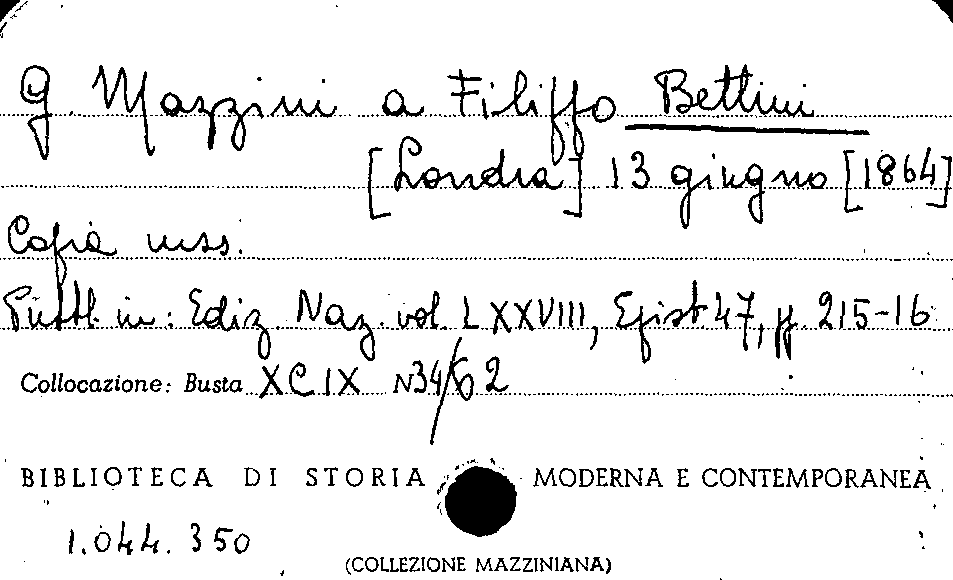 G. Mazzini a Filippo Bettini
[Londra] 13 giugno [1864]
Copia mss.
Pubbl. in: Ediz. Naz. vol. LXXVIII, Epist. 47, pp. 215-16
Collocazione: Busta XCIX N 34/62
BIBLIOTECA DI STORIA MODERNA E CONTEMPORANEA
1.044.350
(COLLEZIONE MAZZINIANA)